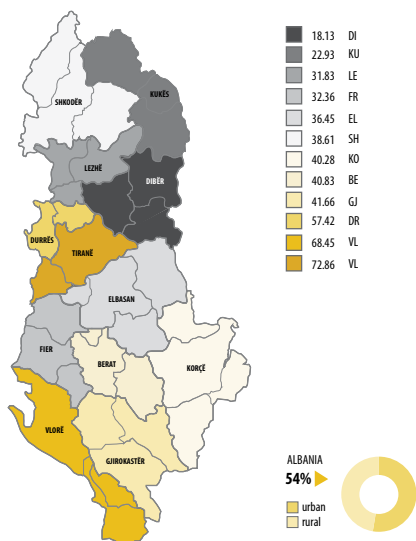 18.13 DI
22.93 KU
31.83 LE
32.36 FR
36.45 EL
38.61 SH
40.28 KO
40.83 BE
41.66 GJ
57.42 DR
68.45 VL
72.86 VL
SHKODËR
KUKËS
LEZHË
DIBËR
DURRËS
TIRANË
ELBASAN
FIER
BERAT
KORÇË
VLORË
GJIROKASTËR
ALBANIA
54%
urban
rural